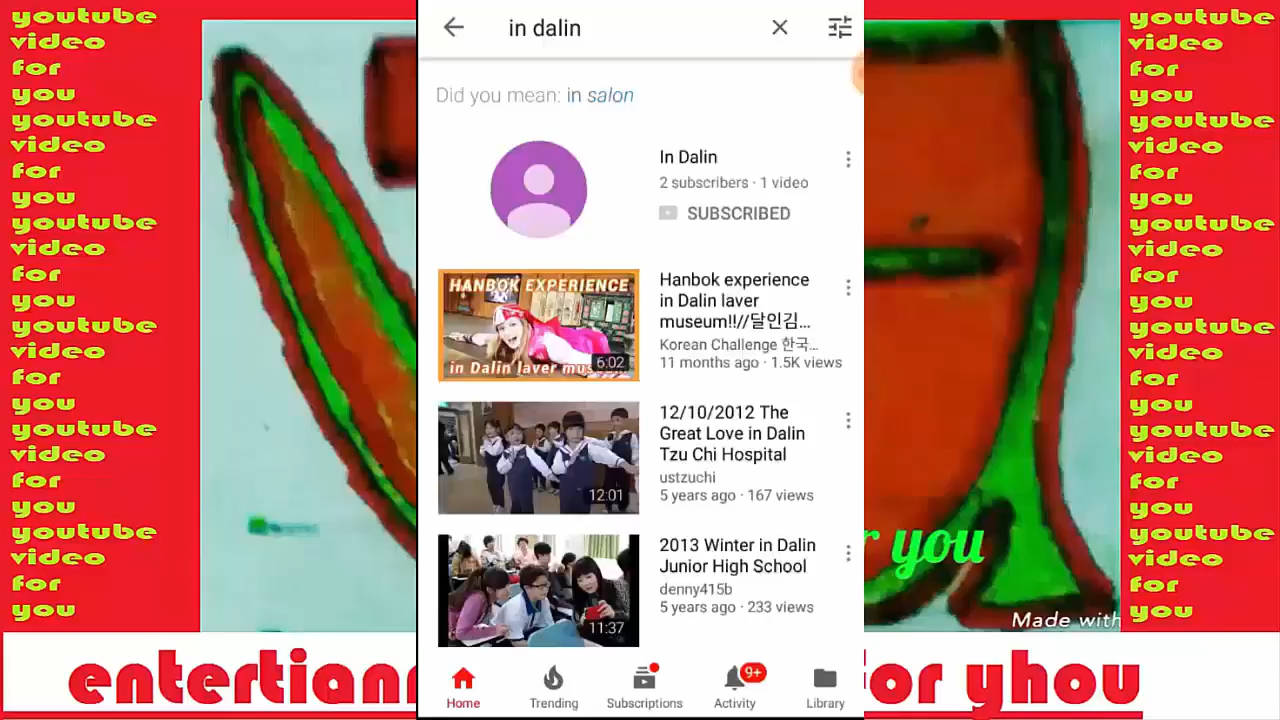 youtube
video
for
you
youtube
video
for
you
youtube
video
for
you
youtube
video
for
you
youtube
video
for
you
youtube
video
for
you
in dalin
Did you mean: in salon
In Dalin
2 subscribers · 1 video
SUBSCRIBED
HANBOK EXPERIENCE
in Dalin laver
6:02
Hanbok experience
in Dalin laver
museum!!//달인김...
Korean Challenge 한국...
11 months ago · 1.5K views
12:01
12/10/2012 The
Great Love in Dalin
Tzu Chi Hospital
ustzuchi
5 years ago · 167 views
11:37
2013 Winter in Dalin
Junior High School
denny415b
5 years ago · 233 views
Home
Trending
Subscriptions
9+
Activity
Library
you
Made with
entertian
for yhou
youtube
video
for
you
youtube
video
for
you
youtube
video
for
you
youtube
video
for
you
youtube
video
for
you
youtube
video
for
you